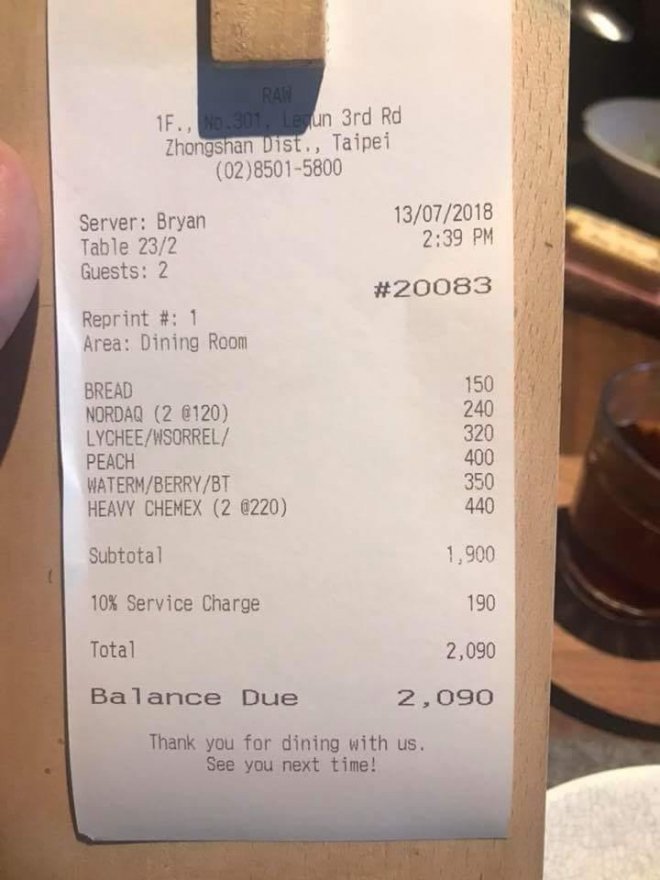 RAW
1F., No.301, Lequn 3rd Rd
Zhongshan Dist., Taipei
(02)8501-5800
Server: Bryan 13/07/2018
Table 23/2 2:39 PM
Guests: 2
#20083
Reprint #: 1
Area: Dining Room
BREAD 150
NORDAQ (2 @120) 240
LYCHEE/WSORREL/ 320
PEACH 400
WATERM/BERRY/BT 350
HEAVY CHEMEX (2 @220) 440
Subtotal 1,900
10% Service Charge 190
Total 2,090
Balance Due 2,090
Thank you for dining with us.
See you next time!